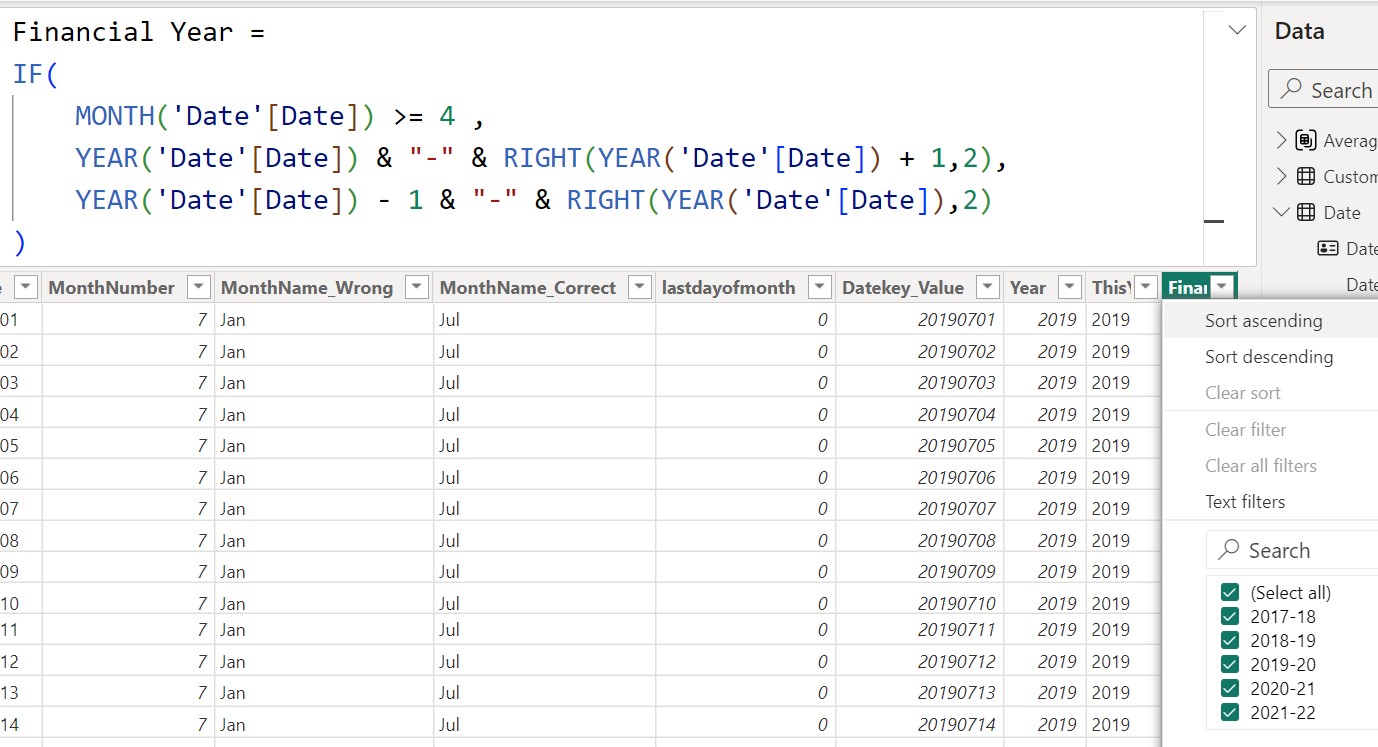 Financial Year =
IF(
MONTH('Date'[Date]) >= 4 ,
YEAR('Date'[Date]) & "-" & RIGHT(YEAR('Date'[Date]) + 1,2),
YEAR('Date'[Date]) - 1 & "-" & RIGHT(YEAR('Date'[Date]),2)
)
Data
Search
Averag
Custom
Date
Date
Date
e MonthNumber MonthName_Wrong MonthName_Correct lastdayofmonth Datekey_Value Year ThisY Finan
01 7 Jan Jul 0 20190701 2019 2019
02 7 Jan Jul 0 20190702 2019 2019
03 7 Jan Jul 0 20190703 2019 2019
04 7 Jan Jul 0 20190704 2019 2019
05 7 Jan Jul 0 20190705 2019 2019
06 7 Jan Jul 0 20190706 2019 2019
07 7 Jan Jul 0 20190707 2019 2019
08 7 Jan Jul 0 20190708 2019 2019
09 7 Jan Jul 0 20190709 2019 2019
10 7 Jan Jul 0 20190710 2019 2019
11 7 Jan Jul 0 20190711 2019 2019
12 7 Jan Jul 0 20190712 2019 2019
13 7 Jan Jul 0 20190713 2019 2019
14 7 Jan Jul 0 20190714 2019 2019
Sort ascending
Sort descending
Clear sort
Clear filter
Clear all filters
Text filters
Search
(Select all)
2017-18
2018-19
2019-20
2020-21
2021-22